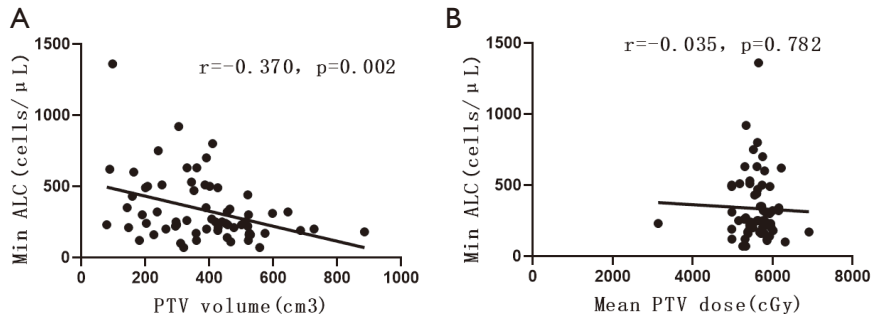 A
r=-0.370, p=0.002
Min ALC(cells/μL)
1500
1000
500
0
0 200 400 600 800 1000
PTV volume(cm3)
B
r=-0.035, p=0.782
Min ALC(cells/μL)
1500
1000
500
0
0 2000 4000 6000 8000
Mean PTV dose(cGy)